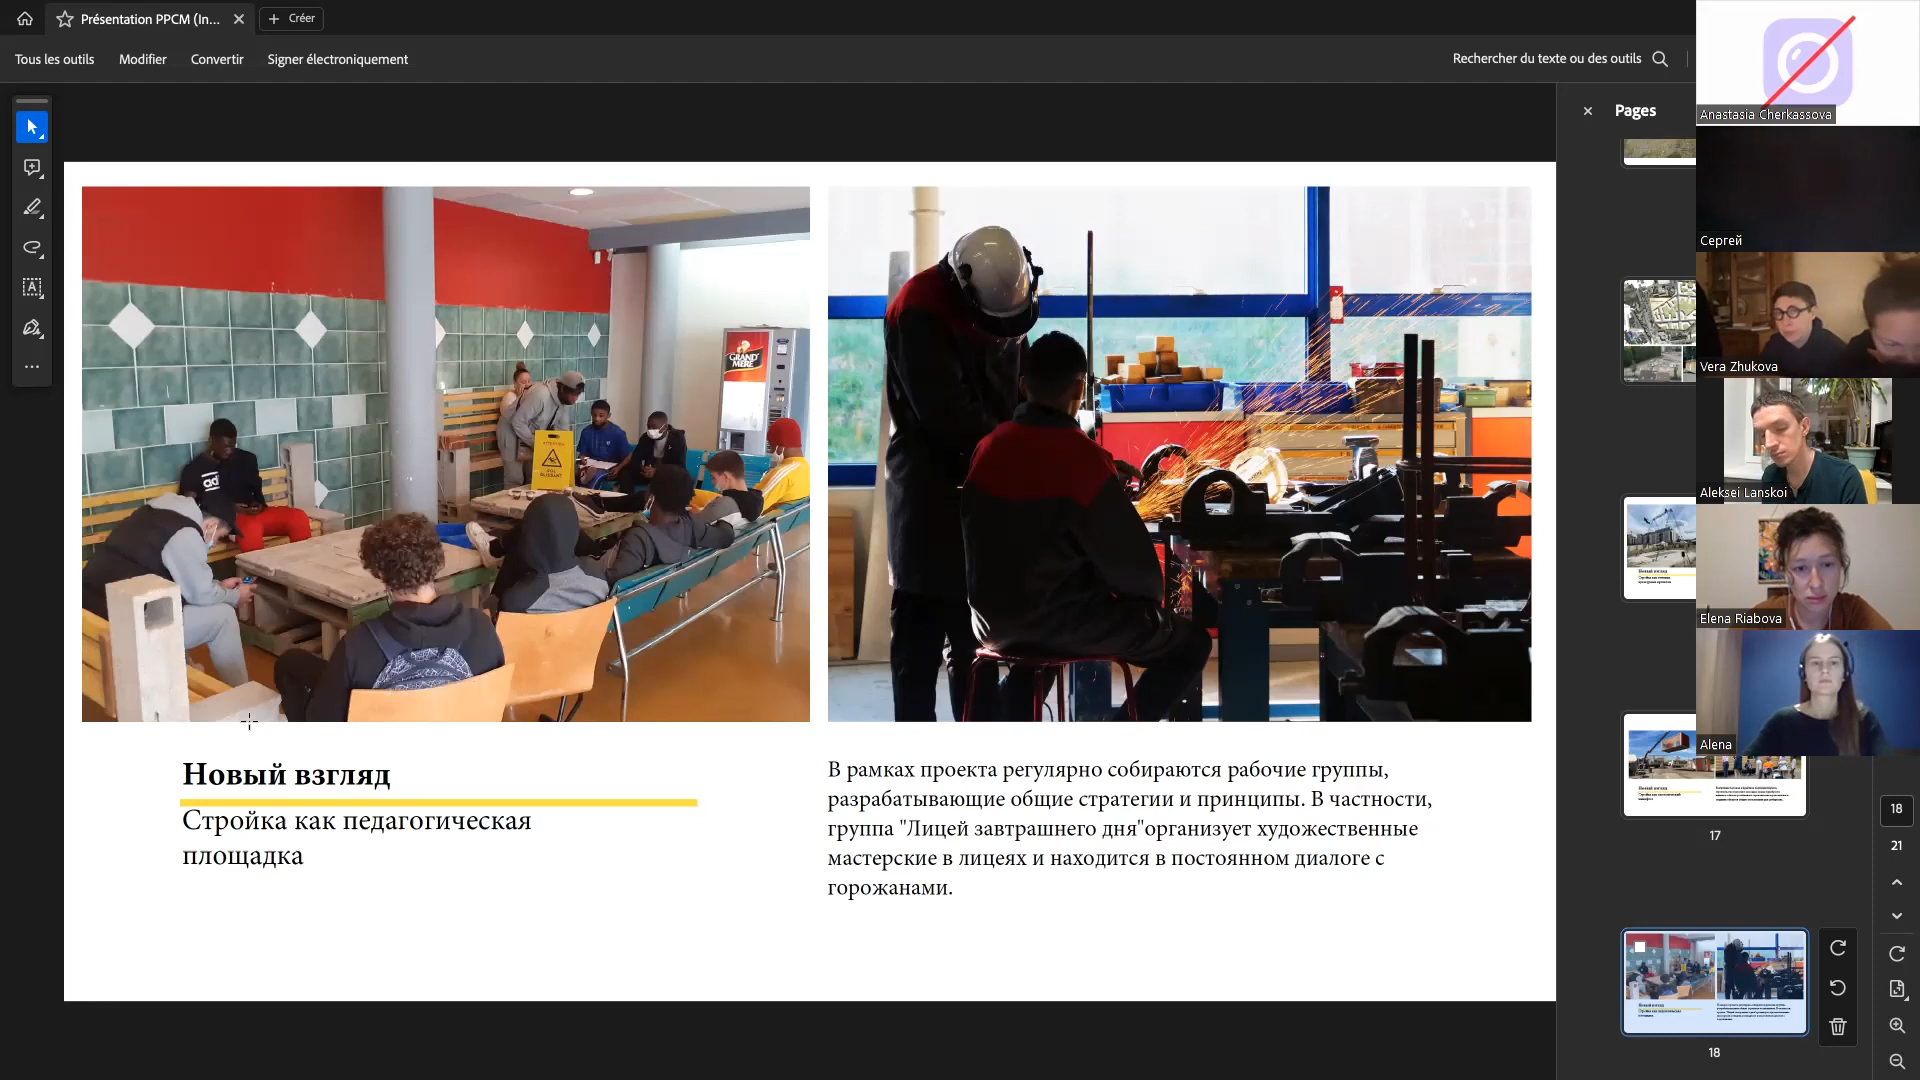 Présentation PPCM (In...
Créer
Tous les outils
Modifier
Convertir
Signer électroniquement
Rechercher du texte ou des outils
Pages
Anastasia Cherkassova
Сергей
Vera Zhukova
Aleksei Lanskoi
Elena Riabova
Alena
GRAND'
MÈRE
ad
Новый взгляд
Стройка как педагогическая
площадка
В рамках проекта регулярно собираются рабочие группы,
разрабатывающие общие стратегии и принципы. В частности,
группа "Лицей завтрашнего дня"организует художественные
мастерские в лицеях и находится в постоянном диалоге с
горожанами.
17
18
18
21